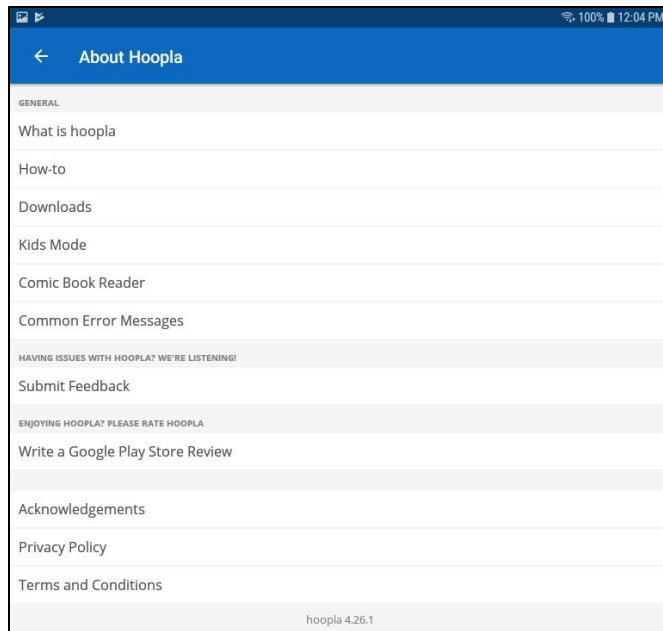 100% 12:04 PM
About Hoopla
GENERAL
What is hoopla
How-to
Downloads
Kids Mode
Comic Book Reader
Common Error Messages
HAVING ISSUES WITH HOOPLA? WE'RE LISTENING!
Submit Feedback
ENJOYING HOOPLA? PLEASE RATE HOOPLA
Write a Google Play Store Review
Acknowledgements
Privacy Policy
Terms and Conditions
hoopla 4.26.1